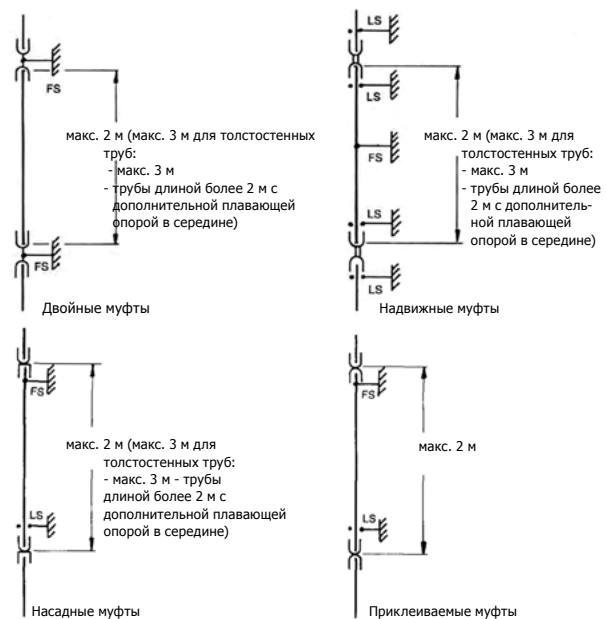 FS
макс. 2 м (макс. 3 м для толстостенных
труб:
- макс. 3 м
- трубы длиной более 2 м с
дополнительной плавающей
опорой в середине)
FS
Двойные муфты
LS
LS
макс. 2 м (макс. 3 м для
толстостенных труб:
- макс. 3 м
- трубы длиной более
2 м с дополнитель-
ной плавающей
опорой в середине)
FS
LS
LS
Надвижные муфты
FS
макс. 2 м (макс. 3 м для
толстостенных труб:
- макс. 3 м - трубы
длиной более 2 м с
дополнительной плавающей
опорой в середине)
LS
Насадные муфты
FS
макс. 2 м
LS
Приклеиваемые муфты